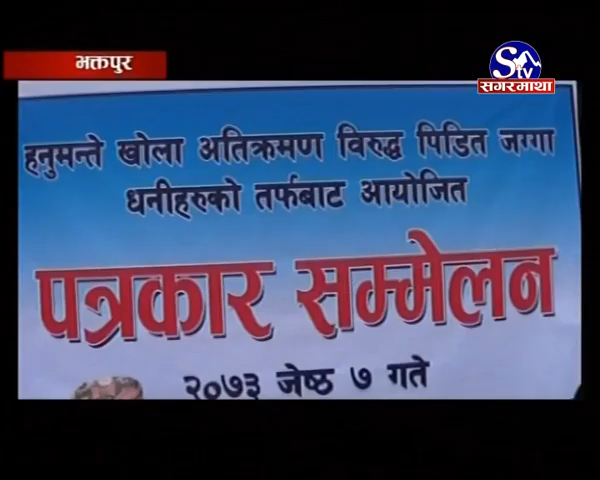 भक्तपुर
STV
सगरमाथा
हनुमन्ते खोला अतिक्रमण विरुद्ध पिडित जग्गा
धनीहरुको तर्फबाट आयोजित
पत्रकार सम्मेलन
२०७३ जेष्ठ ७ गते